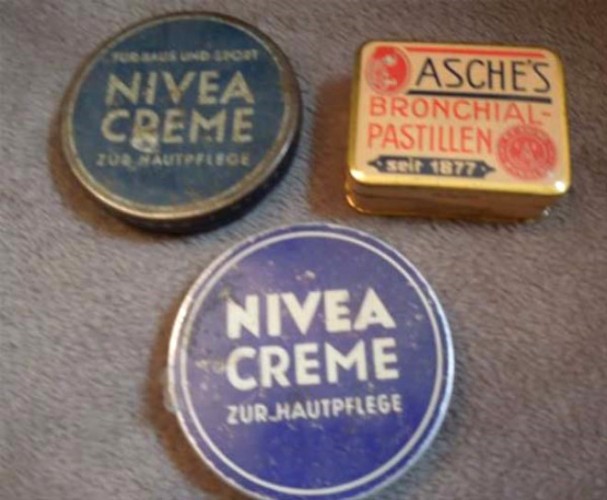 FÜR HAUS UND SPORT
NIVEA
CREME
ZUR HAUTPFLEGE
ASCHE'S
BRONCHIAL-
PASTILLEN
seit 1877
NIVEA
CREME
ZUR HAUTPFLEGE